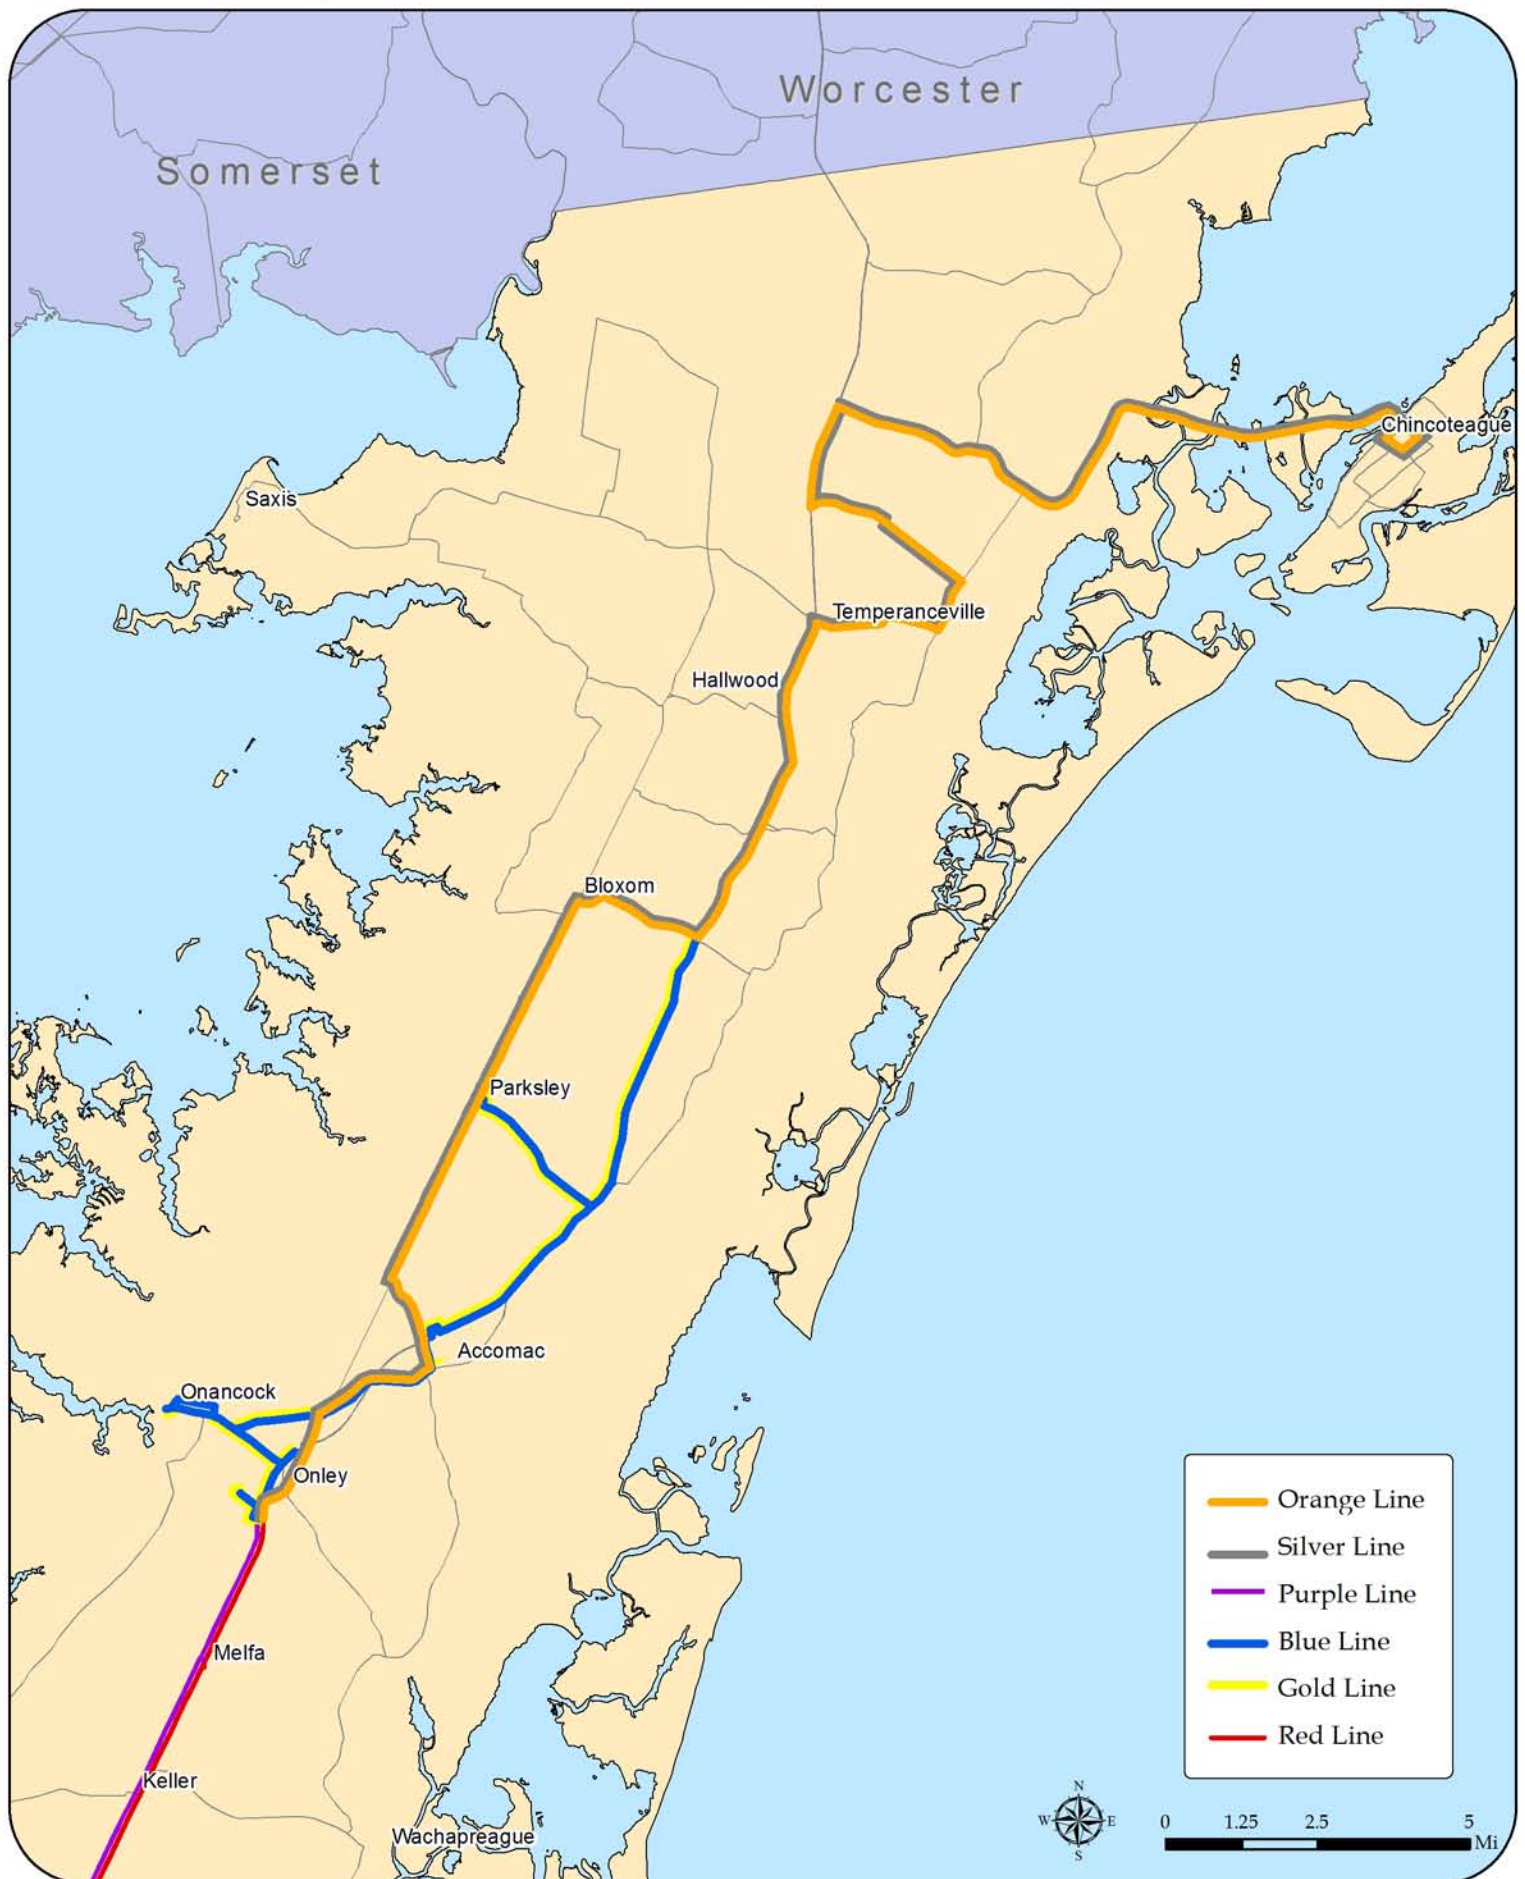 Worcester
Somerset
Chincoteague
Saxis
Temperanceville
Hallwood
Bloxom
Parksley
Accomac
Onancock
Onley
Melfa
Keller
Wachapreague
Orange Line
Silver Line
Purple Line
Blue Line
Gold Line
Red Line
N
W E
S
0 1.25 2.5 5
Mi